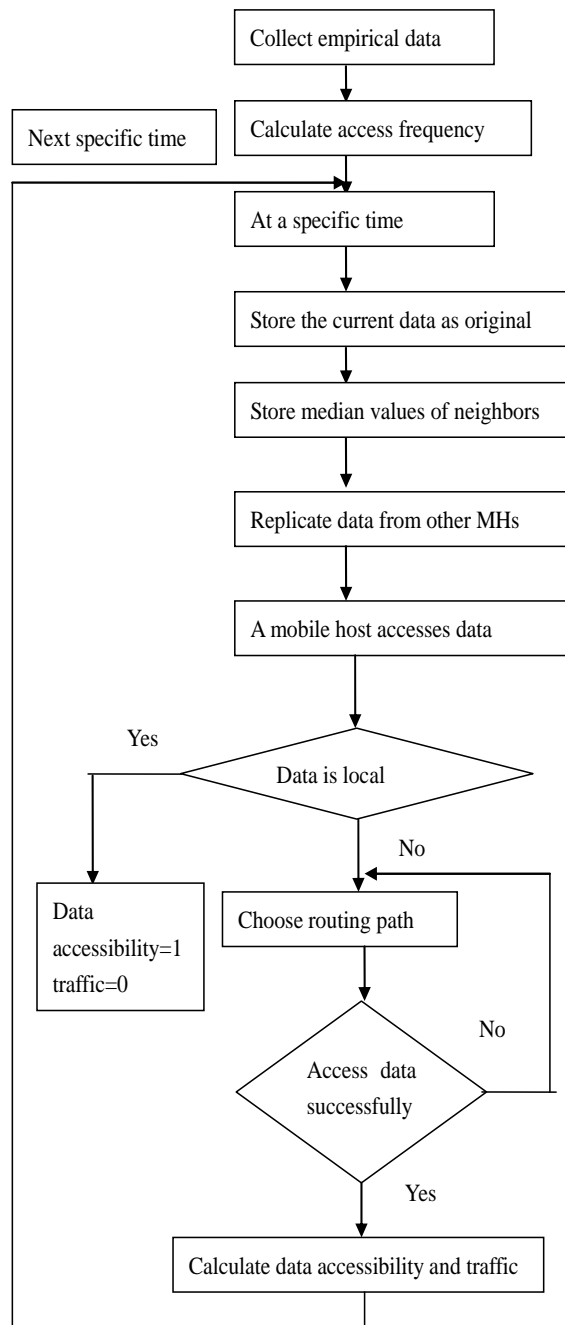 Collect empirical data
Next specific time
Calculate access frequency
At a specific time
Store the current data as original
Store median values of neighbors
Replicate data from other MHs
A mobile host accesses data
Yes
Data is local
No
Data
accessibility=1
traffic=0
Choose routing path
No
Access data
successfully
Yes
Calculate data accessibility and traffic